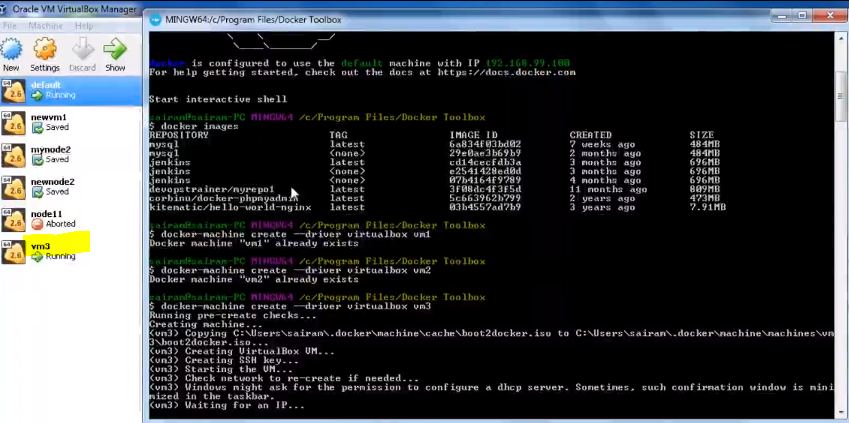 Oracle VM VirtualBox Manager
File Machine Help
New Settings Discard Show
default
Running
newvm1
Saved
mynode2
Saved
newnode2
Saved
node11
Aborted
vm3
Running
MINGW64:/c/Program Files/Docker Toolbox
docker is configured to use the default machine with IP 192.168.99.100
For help getting started, check out the docs at https://docs.docker.com
Start interactive shell
sairam@sairam-PC MINGW64 /c/Program Files/Docker Toolbox
$ docker images
REPOSITORY TAG IMAGE ID CREATED SIZE
mysql latest 6a834f03bd02 7 weeks ago 484MB
mysql <none> 29e0ae3b69b9 2 months ago 484MB
jenkins latest cd14cecfdb3a 3 months ago 696MB
jenkins <none> e2541428ed0d 3 months ago 696MB
jenkins <none> 07b4164f9789 4 months ago 696MB
devopstrainer/myrepo1 latest 3f08dc4f3f5d 11 months ago 809MB
corbinu/docker-phpmyadmin latest 5c663962b799 2 years ago 473MB
kitematic/hello-world-nginx latest 03b4557ad7b9 3 years ago 7.91MB
sairam@sairam-PC MINGW64 /c/Program Files/Docker Toolbox
$ docker-machine create --driver virtualbox vm1
Docker machine "vm1" already exists
sairam@sairam-PC MINGW64 /c/Program Files/Docker Toolbox
$ docker-machine create --driver virtualbox vm2
Docker machine "vm2" already exists
sairam@sairam-PC MINGW64 /c/Program Files/Docker Toolbox
$ docker-machine create --driver virtualbox vm3
Running pre-create checks...
Creating machine...
(vm3) Copying C:\Users\sairam\.docker\machine\cache\boot2docker.iso to C:\Users\sairam\.docker\machine\machines\vm
3\boot2docker.iso...
(vm3) Creating VirtualBox VM...
(vm3) Creating SSH key...
(vm3) Starting the VM...
(vm3) Check network to re-create if needed...
(vm3) Windows might ask for the permission to configure a dhcp server. Sometimes, such confirmation window is mini
mized in the taskbar.
(vm3) Waiting for an IP...